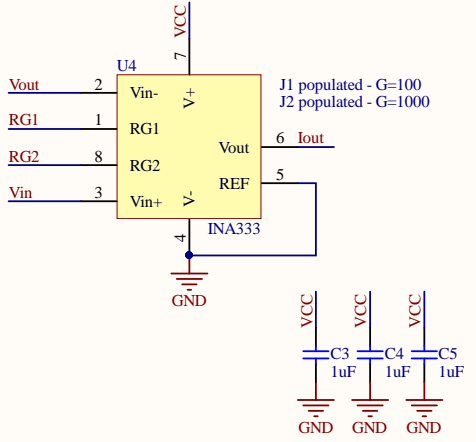 VCC
7
U4
Vout 2 Vin- V+
J1 populated - G=100
J2 populated - G=1000
RG1 1 RG1
Vout 6 Iout
RG2 8 RG2
REF 5
Vin 3 Vin+ V-
4
INA333
GND
VCC VCC VCC
C3 C4 C5
1uF 1uF 1uF
GND GND GND